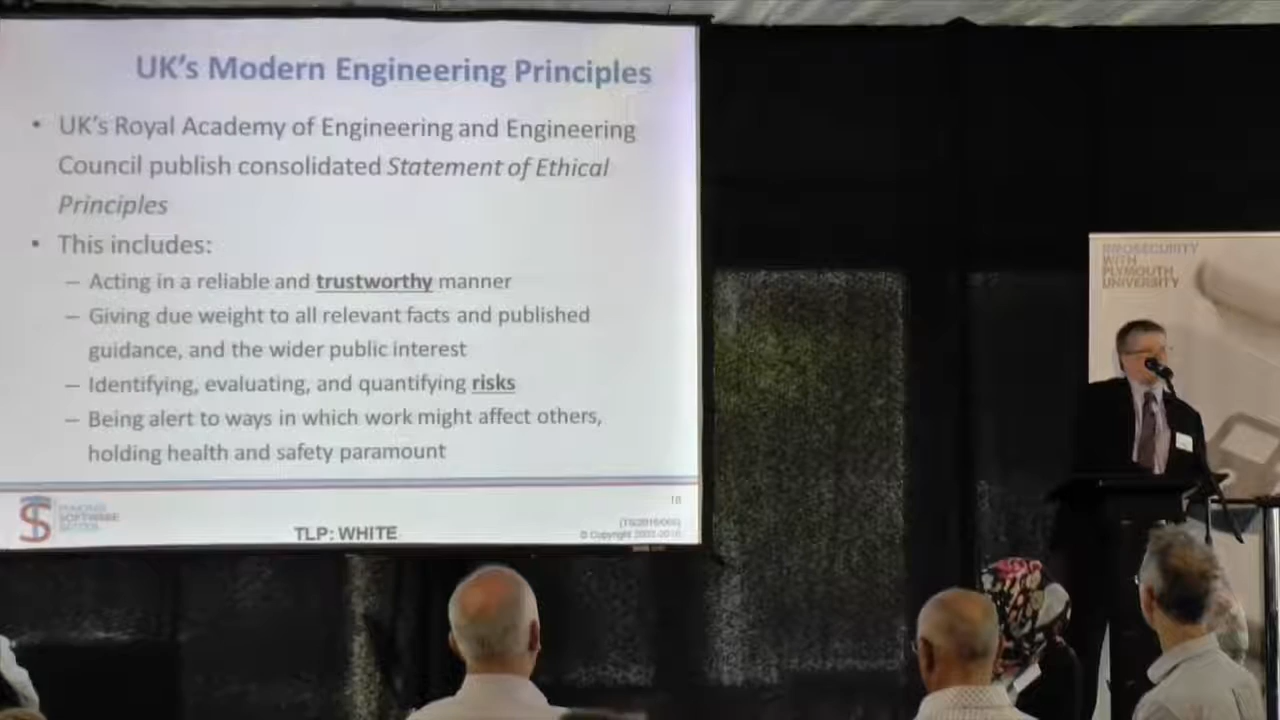 UK's Modern Engineering Principles
• UK's Royal Academy of Engineering and Engineering
Council publish consolidated Statement of Ethical
Principles
• This includes:
– Acting in a reliable and trustworthy manner
– Giving due weight to all relevant facts and published
guidance, and the wider public interest
– Identifying, evaluating, and quantifying risks
– Being alert to ways in which work might affect others,
holding health and safety paramount
TLP: WHITE
© Copyright
INFOSECURITY
WITH
PLYMOUTH
UNIVERSITY